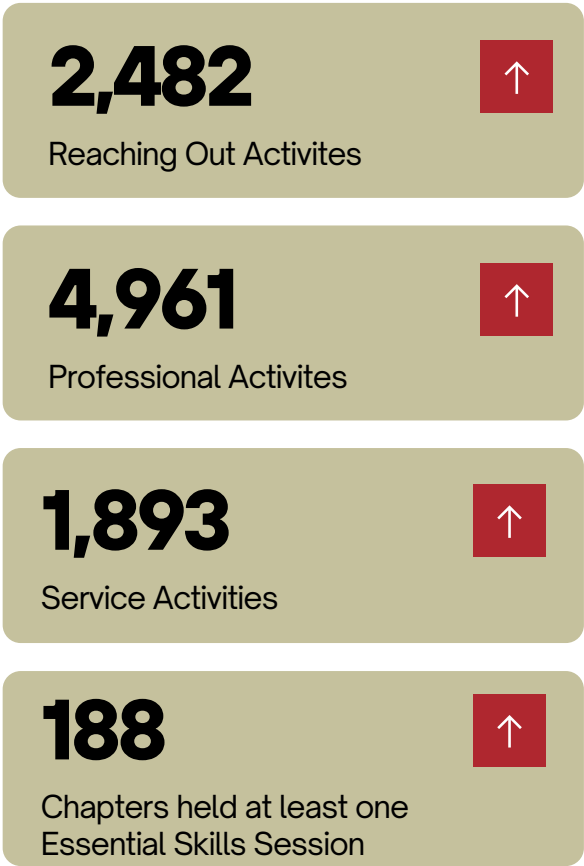 2,482
Reaching Out Activites
4,961
Professional Activites
1,893
Service Activities
188
Chapters held at least one
Essential Skills Session